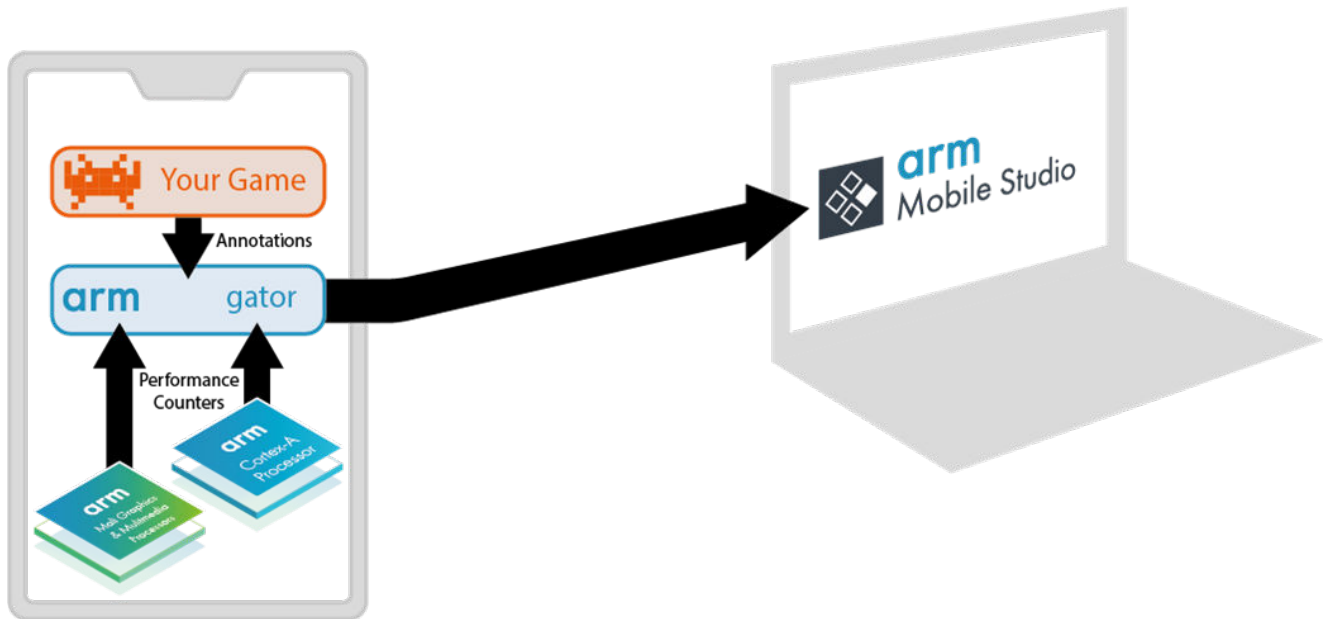 Your Game
Annotations
arm gator
Performance
Counters
arm
Cortex-A
Processor
arm
Mali Graphics
& Multimedia
Processors
arm
Mobile Studio